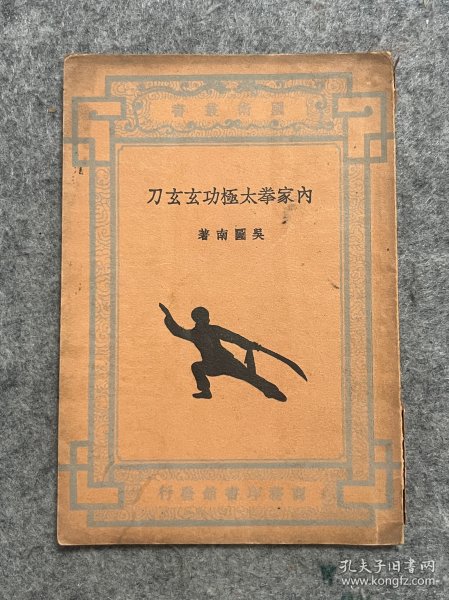 國術叢書
內家拳太極功玄玄刀
吳圖南著
商務印書館發行
孔夫子旧书网
www.kongfz.com